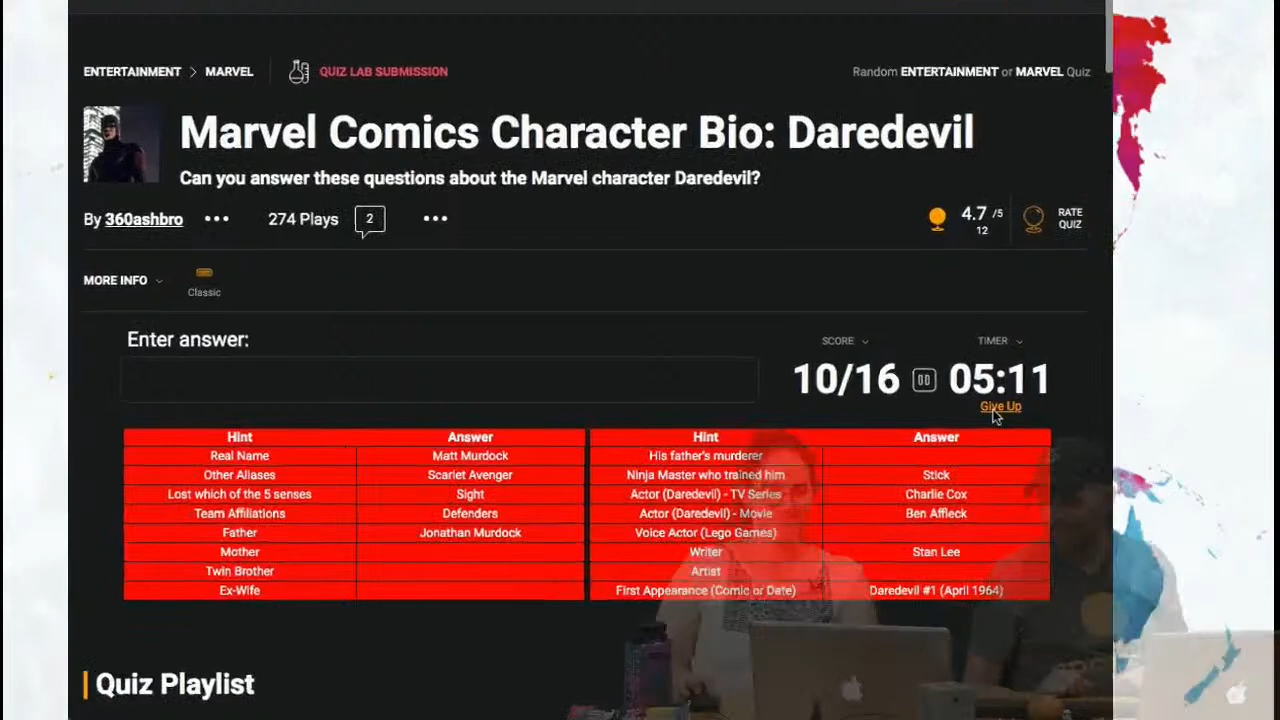 ENTERTAINMENT > MARVEL QUIZ LAB SUBMISSION Random ENTERTAINMENT or MARVEL Quiz
Marvel Comics Character Bio: Daredevil
Can you answer these questions about the Marvel character Daredevil?
By 360ashbro ••• 274 Plays 2 ••• 4.7 /5 12 RATE QUIZ
MORE INFO Classic
Enter answer: SCORE TIMER
10/16 05:11
Give Up
Hint Answer Hint Answer
Real Name Matt Murdock His father's murderer
Other Aliases Scarlet Avenger Ninja Master who trained him Stick
Lost which of the 5 senses Sight Actor (Daredevil) - TV Series Charlie Cox
Team Affiliations Defenders Actor (Daredevil) - Movie Ben Affleck
Father Jonathan Murdock Voice Actor (Lego Games)
Mother Writer Stan Lee
Twin Brother Artist
Ex-Wife First Appearance (Comic or Date) Daredevil #1 (April 1964)
Quiz Playlist